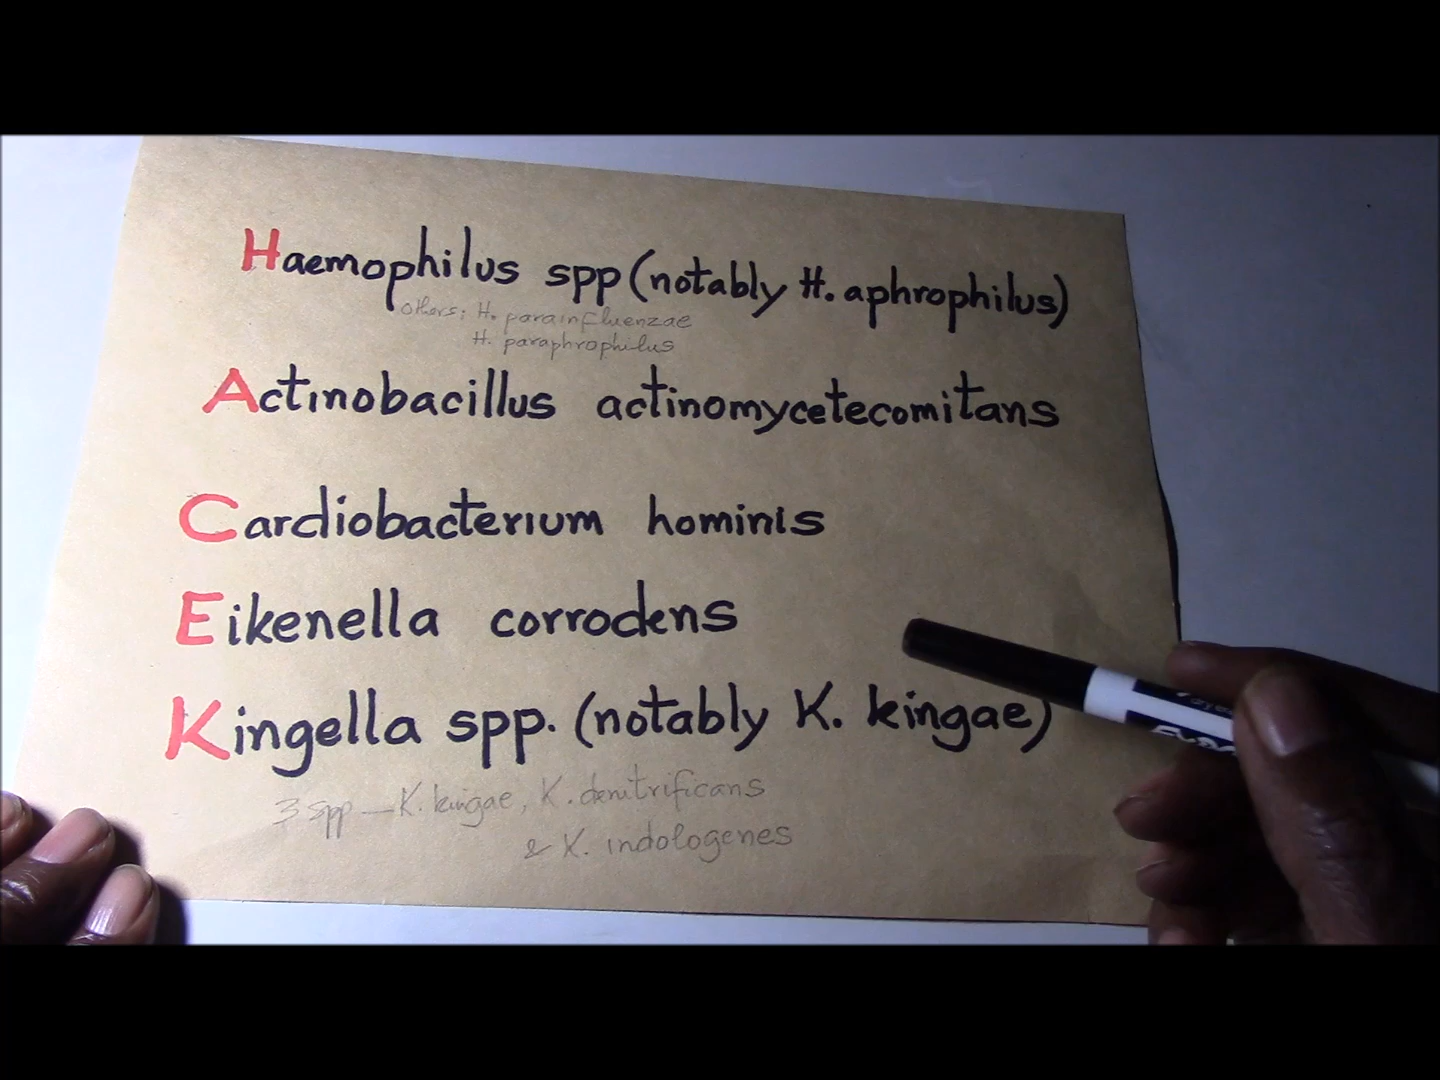 Haemophilus spp (notably H. aphrophilus)
others; H. parainfluenzae
H. paraphrophilus
Actinobacillus actinomycetecomitans
Cardiobacterium hominis
Eikenella corrodens
Kingella spp. (notably K. kingae)
3 spp — K. kingae, K. denitrificans
& K. indologenes